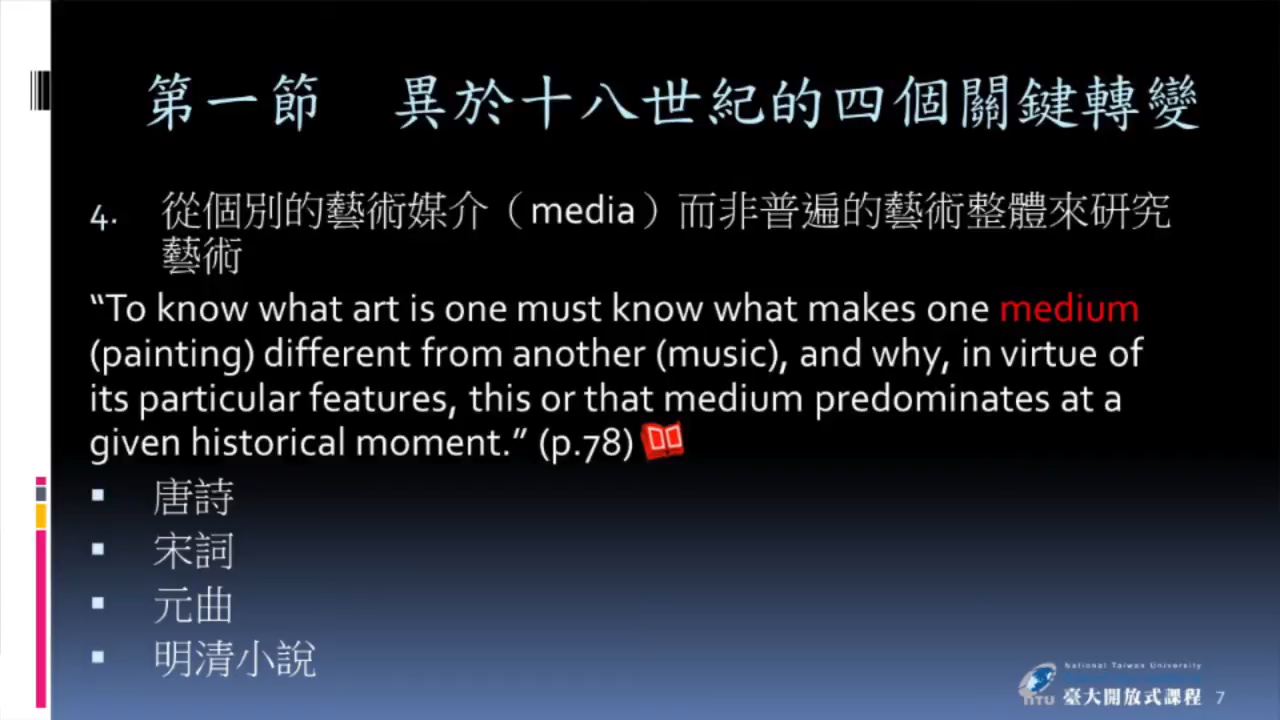 第一節 異於十八世紀的四個關鍵轉變
4. 從個別的藝術媒介（media）而非普遍的藝術整體來研究
藝術
“To know what art is one must know what makes one medium
(painting) different from another (music), and why, in virtue of
its particular features, this or that medium predominates at a
given historical moment.” (p.78)
唐詩
宋詞
元曲
明清小說
National Taiwan University
NTU 臺大開放式課程 7